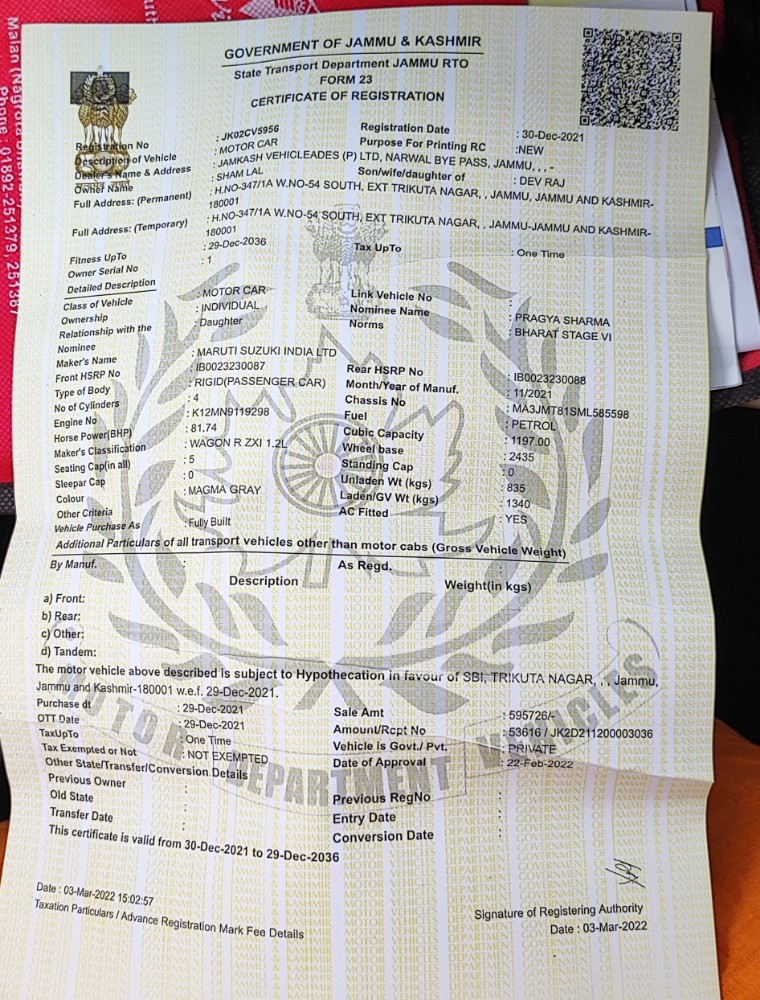 GOVERNMENT OF JAMMU & KASHMIR
State Transport Department JAMMU RTO
FORM 23
CERTIFICATE OF REGISTRATION
Registration No : JK02CV5956 Registration Date : 30-Dec-2021
Description of Vehicle : MOTOR CAR Purpose For Printing RC :NEW
Dealer's Name & Address : JAMKASH VEHICLEADES (P) LTD, NARWAL BYE PASS, JAMMU, , , -
Owner Name : SHAM LAL Son/wife/daughter of : DEV RAJ
Full Address: (Permanent) : H.NO-347/1A W.NO-54 SOUTH, EXT TRIKUTA NAGAR, , JAMMU, JAMMU AND KASHMIR-
180001
Full Address: (Temporary) : H.NO-347/1A W.NO-54 SOUTH, EXT TRIKUTA NAGAR, , JAMMU-JAMMU AND KASHMIR-
180001
Fitness UpTo : 29-Dec-2036 Tax UpTo : One Time
Owner Serial No : 1
Detailed Description
Class of Vehicle : MOTOR CAR Link Vehicle No :
Ownership : INDIVIDUAL Nominee Name : PRAGYA SHARMA
Relationship with the : Daughter Norms : BHARAT STAGE VI
Nominee
Maker's Name : MARUTI SUZUKI INDIA LTD
Front HSRP No : IB0023230087 Rear HSRP No : IB0023230088
Type of Body : RIGID(PASSENGER CAR) Month/Year of Manuf. : 11/2021
No of Cylinders : 4 Chassis No : MA3JMT81SML585598
Engine No : K12MN9119298 Fuel : PETROL
Horse Power(BHP) : 81.74 Cubic Capacity : 1197.00
Maker's Classification : WAGON R ZXI 1.2L Wheel base : 2435
Seating Cap(in all) : 5 Standing Cap : 0
Sleepar Cap : 0 Unladen Wt (kgs) : 835
Colour : MAGMA GRAY Laden/GV Wt (kgs) : 1340
Other Criteria AC Fitted : YES
Vehicle Purchase As : Fully Built
Additional Particulars of all transport vehicles other than motor cabs (Gross Vehicle Weight)
By Manuf. : As Regd. :
Description Weight(in kgs)
a) Front:
b) Rear:
c) Other:
d) Tandem:
The motor vehicle above described is subject to Hypothecation in favour of SBI, TRIKUTA NAGAR, , , Jammu,
Jammu and Kashmir-180001 w.e.f. 29-Dec-2021.
Purchase dt : 29-Dec-2021 Sale Amt : 595726/-
OTT Date : 29-Dec-2021 Amount/Rcpt No : 53616 / JK2D211200003036
TaxUpTo : One Time Vehicle is Govt./ Pvt. : PRIVATE
Tax Exempted or Not : NOT EXEMPTED Date of Approval : 22-Feb-2022
Other State/Transfer/Conversion Details
Previous Owner : Previous RegNo :
Old State : Entry Date :
Transfer Date : Conversion Date :
This certificate is valid from 30-Dec-2021 to 29-Dec-2036
Date : 03-Mar-2022 15:02:57
Taxation Particulars / Advance Registration Mark Fee Details
Signature of Registering Authority
Date : 03-Mar-2022
MOTOR VEHICLES DEPARTMENT
Phone : 01892-251379, 251387